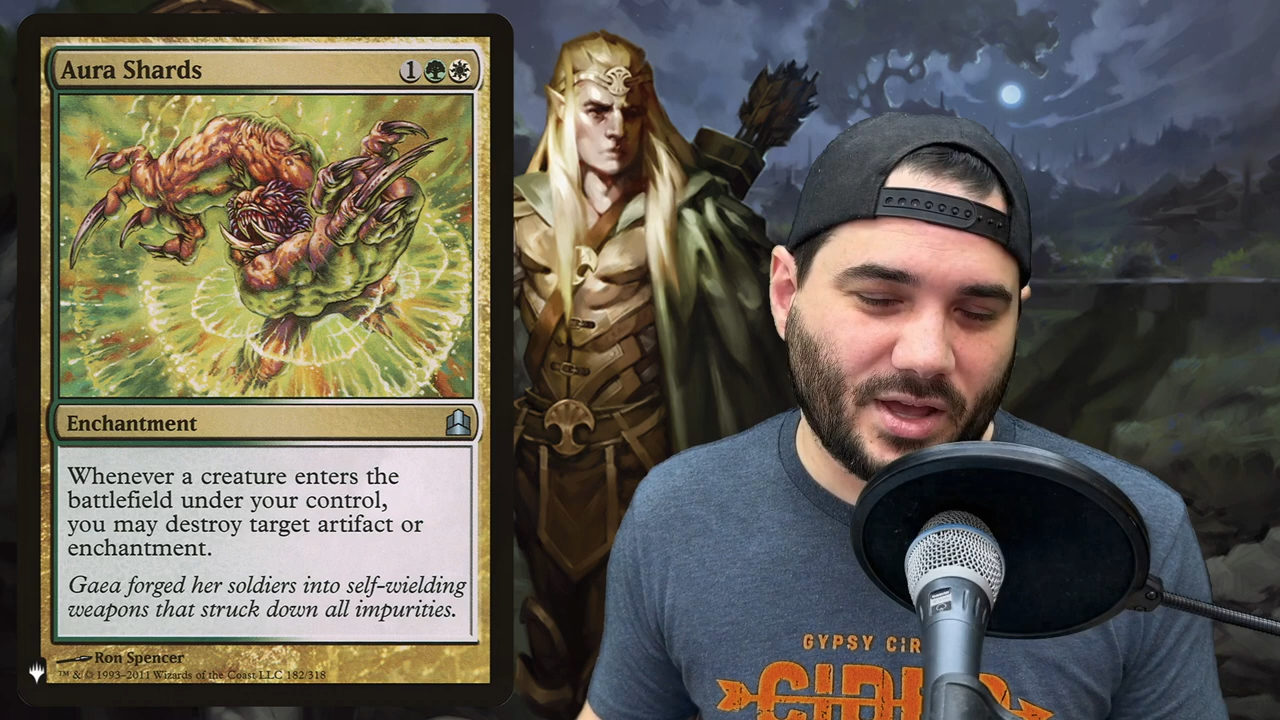 Aura Shards
1
Enchantment
Whenever a creature enters the
battlefield under your control,
you may destroy target artifact or
enchantment.
Gaea forged her soldiers into self-wielding
weapons that struck down all impurities.
Ron Spencer
™ & © 1993–2011 Wizards of the Coast LLC 182/318
GYPSY CIR